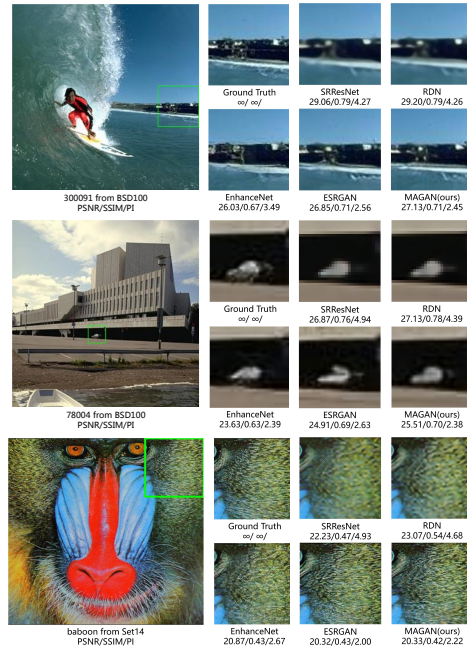 Ground Truth
∞/ ∞/
SRResNet
29.06/0.79/4.27
RDN
29.20/0.79/4.26
300091 from BSD100
PSNR/SSIM/PI
EnhanceNet
26.03/0.67/3.49
ESRGAN
26.85/0.71/2.56
MAGAN(ours)
27.13/0.71/2.45
Ground Truth
∞/ ∞/
SRResNet
26.87/0.76/4.94
RDN
27.13/0.78/4.39
78004 from BSD100
PSNR/SSIM/PI
EnhanceNet
23.63/0.63/2.39
ESRGAN
24.91/0.69/2.63
MAGAN(ours)
25.51/0.70/2.38
Ground Truth
∞/ ∞/
SRResNet
22.23/0.47/4.93
RDN
23.07/0.54/4.68
baboon from Set14
PSNR/SSIM/PI
EnhanceNet
20.87/0.43/2.67
ESRGAN
20.32/0.43/2.00
MAGAN(ours)
20.33/0.42/2.22